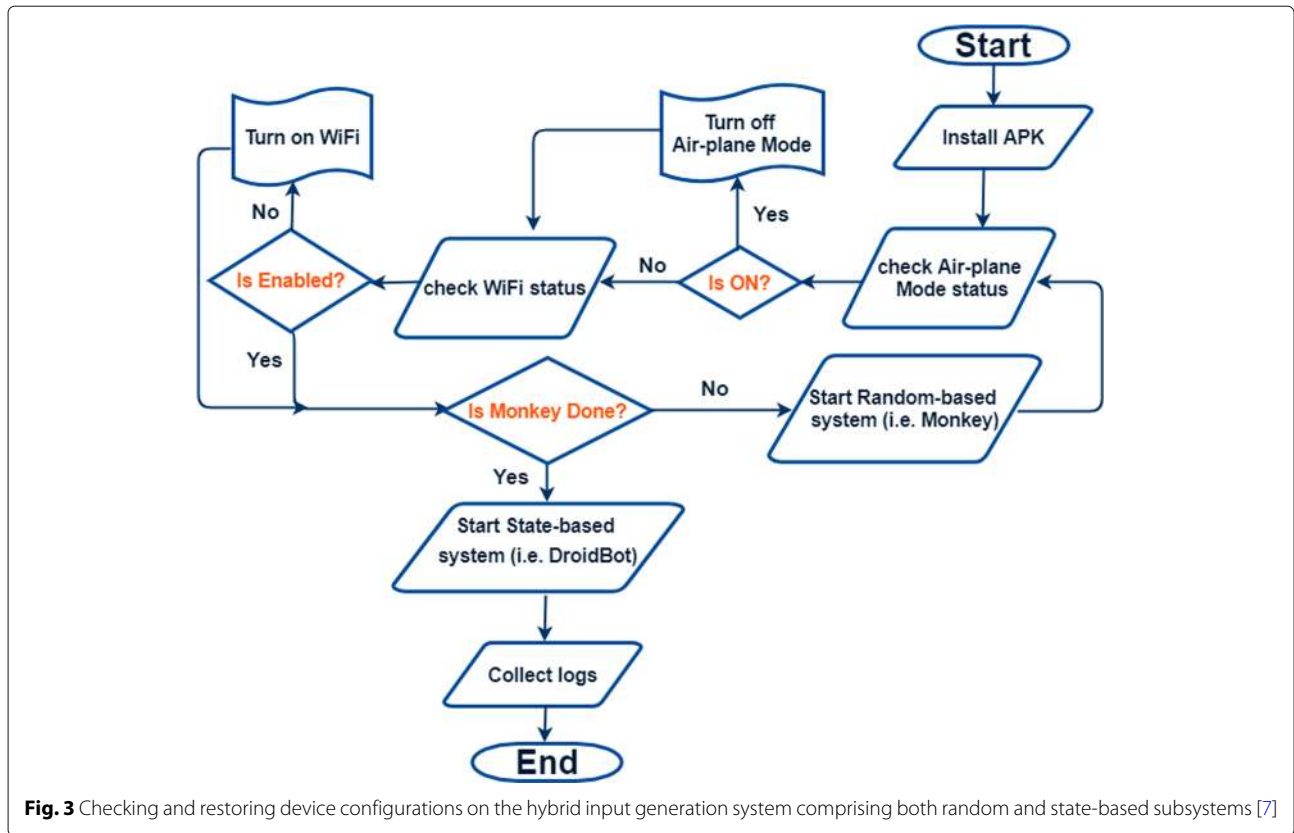 Start
Install APK
check Air-plane
Mode status
Is ON?
Yes
Turn off
Air-plane Mode
No
check WiFi status
Is Enabled?
No
Turn on WiFi
Yes
Is Monkey Done?
No
Start Random-based
system (i.e. Monkey)
Yes
Start State-based
system (i.e. DroidBot)
Collect logs
End
Fig. 3 Checking and restoring device configurations on the hybrid input generation system comprising both random and state-based subsystems [7]